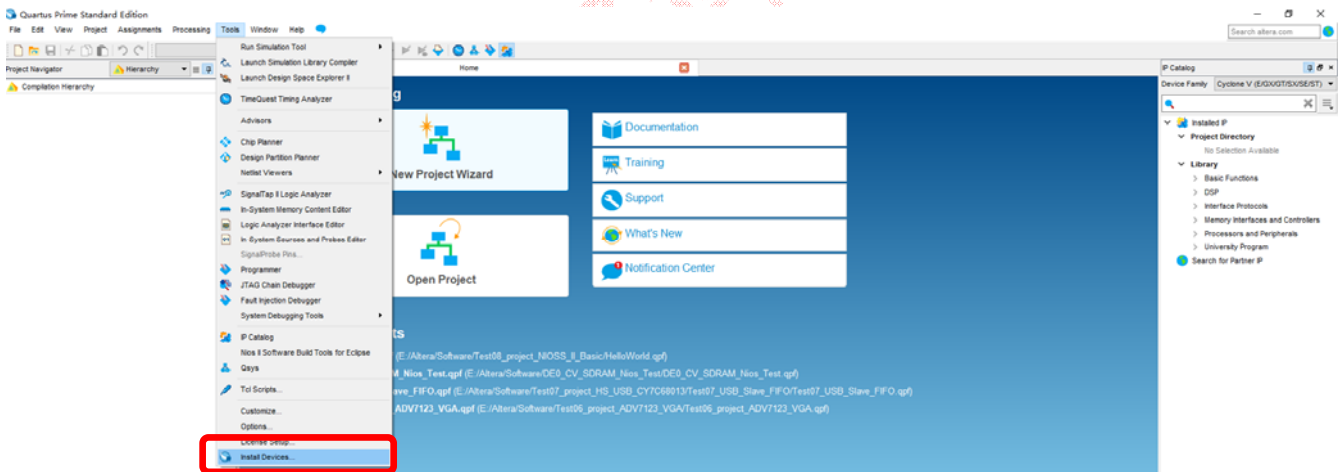 Quartus Prime Standard Edition
File Edit View Project Assignments Processing Tools Window Help
Search altera.com
Project Navigator
Hierarchy
Compilation Hierarchy
Run Simulation Tool
Launch Simulation Library Compiler
Launch Design Space Explorer II
TimeQuest Timing Analyzer
Advisors
Chip Planner
Design Partition Planner
Netlist Viewers
SignalTap II Logic Analyzer
In-System Memory Content Editor
Logic Analyzer Interface Editor
In-System Sources and Probes Editor
SignalProbe Pins...
Programmer
JTAG Chain Debugger
Fault Injection Debugger
System Debugging Tools
IP Catalog
Nios II Software Build Tools for Eclipse
Qsys
Tcl Scripts...
Customize...
Options...
License Setup...
Install Devices...
Home
g
New Project Wizard
Open Project
Documentation
Training
Support
What's New
Notification Center
ts
(E:/Altera/Software/Test08_project_NIOSS_II_Basic/HelloWorld.qpf)
M_Nios_Test.qpf (E:/Altera/Software/DE0_CV_SDRAM_Nios_Test/DE0_CV_SDRAM_Nios_Test.qpf)
ave_FIFO.qpf (E:/Altera/Software/Test07_project_HS_USB_CY7C68013/Test07_USB_Slave_FIFO/Test07_USB_Slave_FIFO.qpf)
ADV7123_VGA.qpf (E:/Altera/Software/Test06_project_ADV7123_VGA/Test06_project_ADV7123_VGA.qpf)
IP Catalog
Device Family Cyclone V (E/GX/GT/SX/SE/ST)
Installed IP
Project Directory
No Selection Available
Library
Basic Functions
DSP
Interface Protocols
Memory Interfaces and Controllers
Processors and Peripherals
University Program
Search for Partner IP